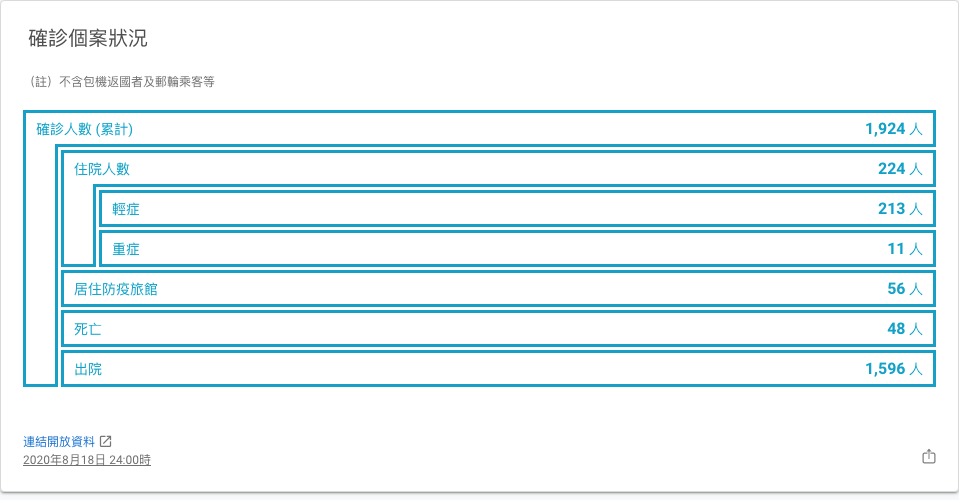 確診個案狀況
（註）不含包機返國者及郵輪乘客等
確診人數 (累計) 1,924 人
住院人數 224 人
輕症 213 人
重症 11 人
居住防疫旅館 56 人
死亡 48 人
出院 1,596 人
連結開放資料
2020年8月18日 24:00時